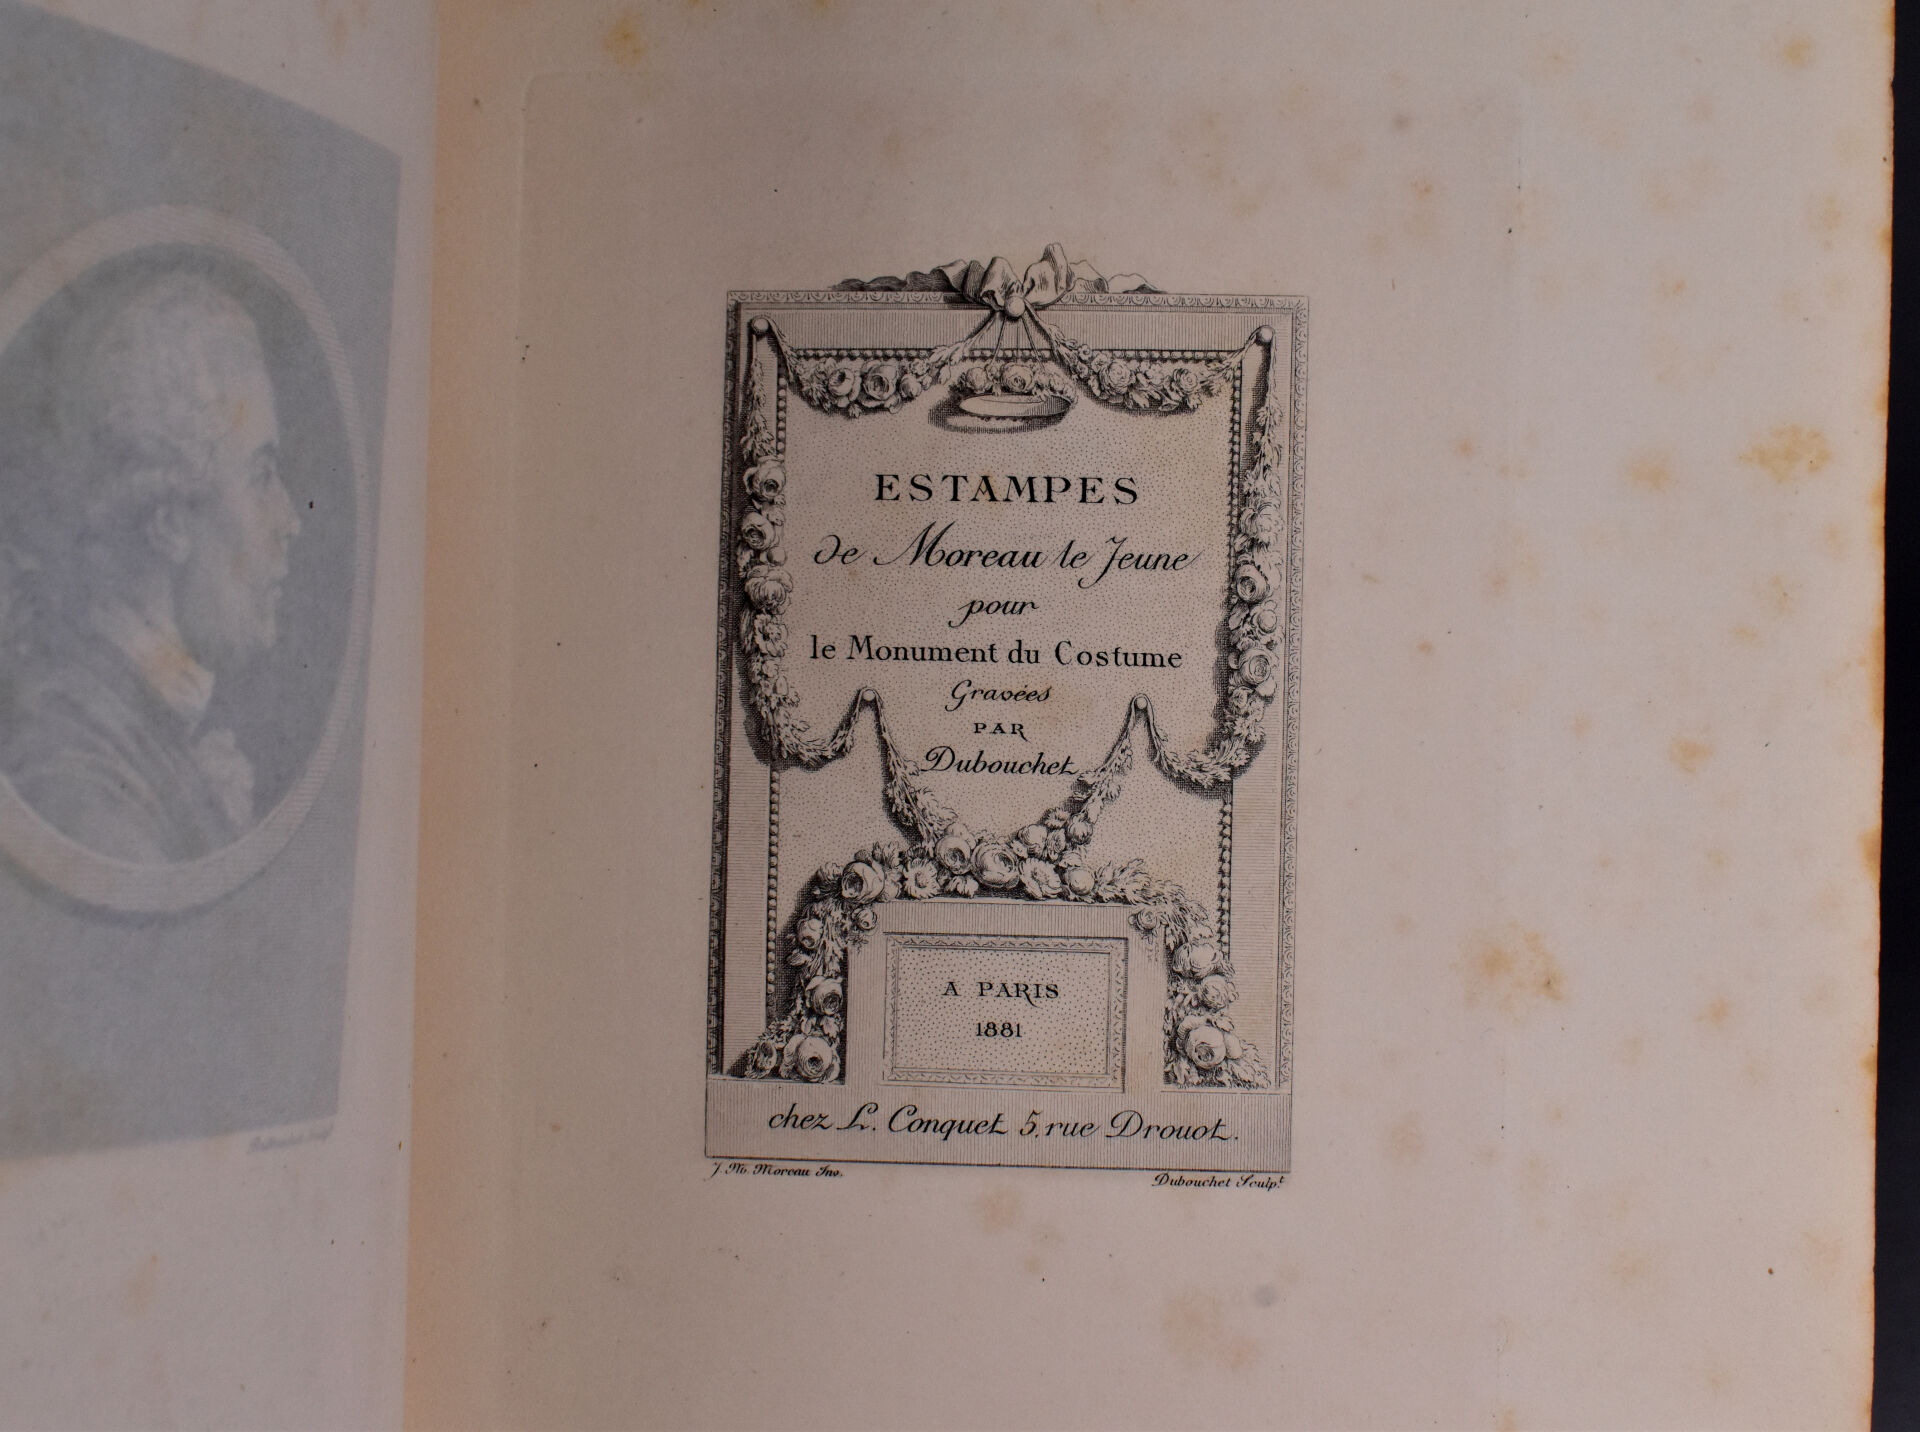 ESTAMPES
de Moreau le Jeune
pour
le Monument du Costume
Gravées
PAR
Dubouchet
A PARIS
1881
chez L. Conquet 5, rue Drouot.
J. M. Moreau Inv.
Dubouchet Sculp.t